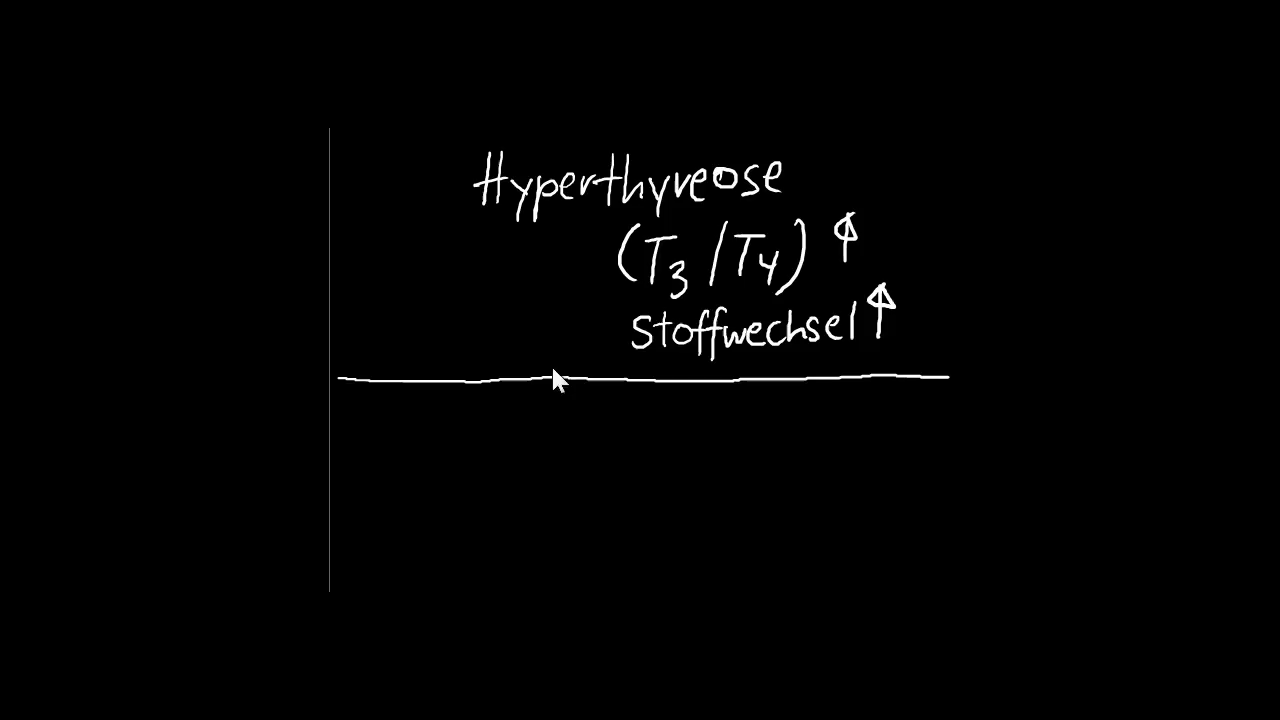 Hyperthyreose
(T3/T4) ↑
Stoffwechsel ↑